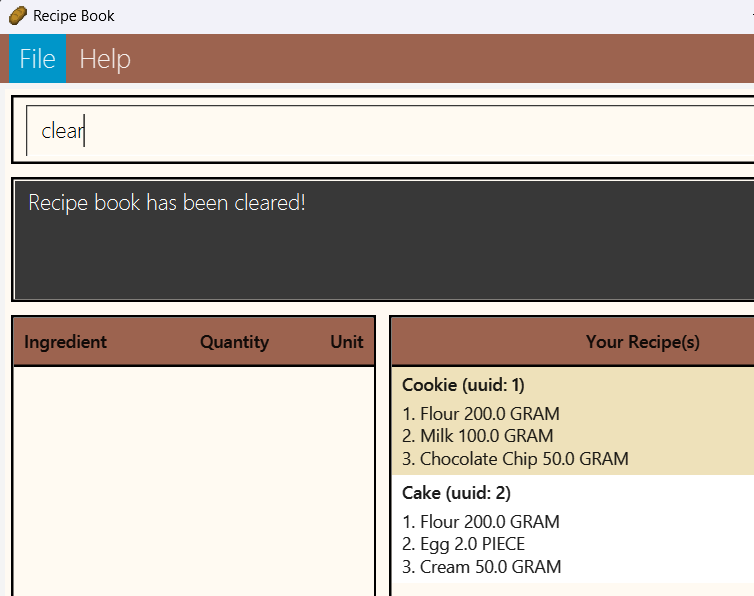 Recipe Book
File Help
clear
Recipe book has been cleared!
Ingredient Quantity Unit
Your Recipe(s)
Cookie (uuid: 1)
1. Flour 200.0 GRAM
2. Milk 100.0 GRAM
3. Chocolate Chip 50.0 GRAM
Cake (uuid: 2)
1. Flour 200.0 GRAM
2. Egg 2.0 PIECE
3. Cream 50.0 GRAM